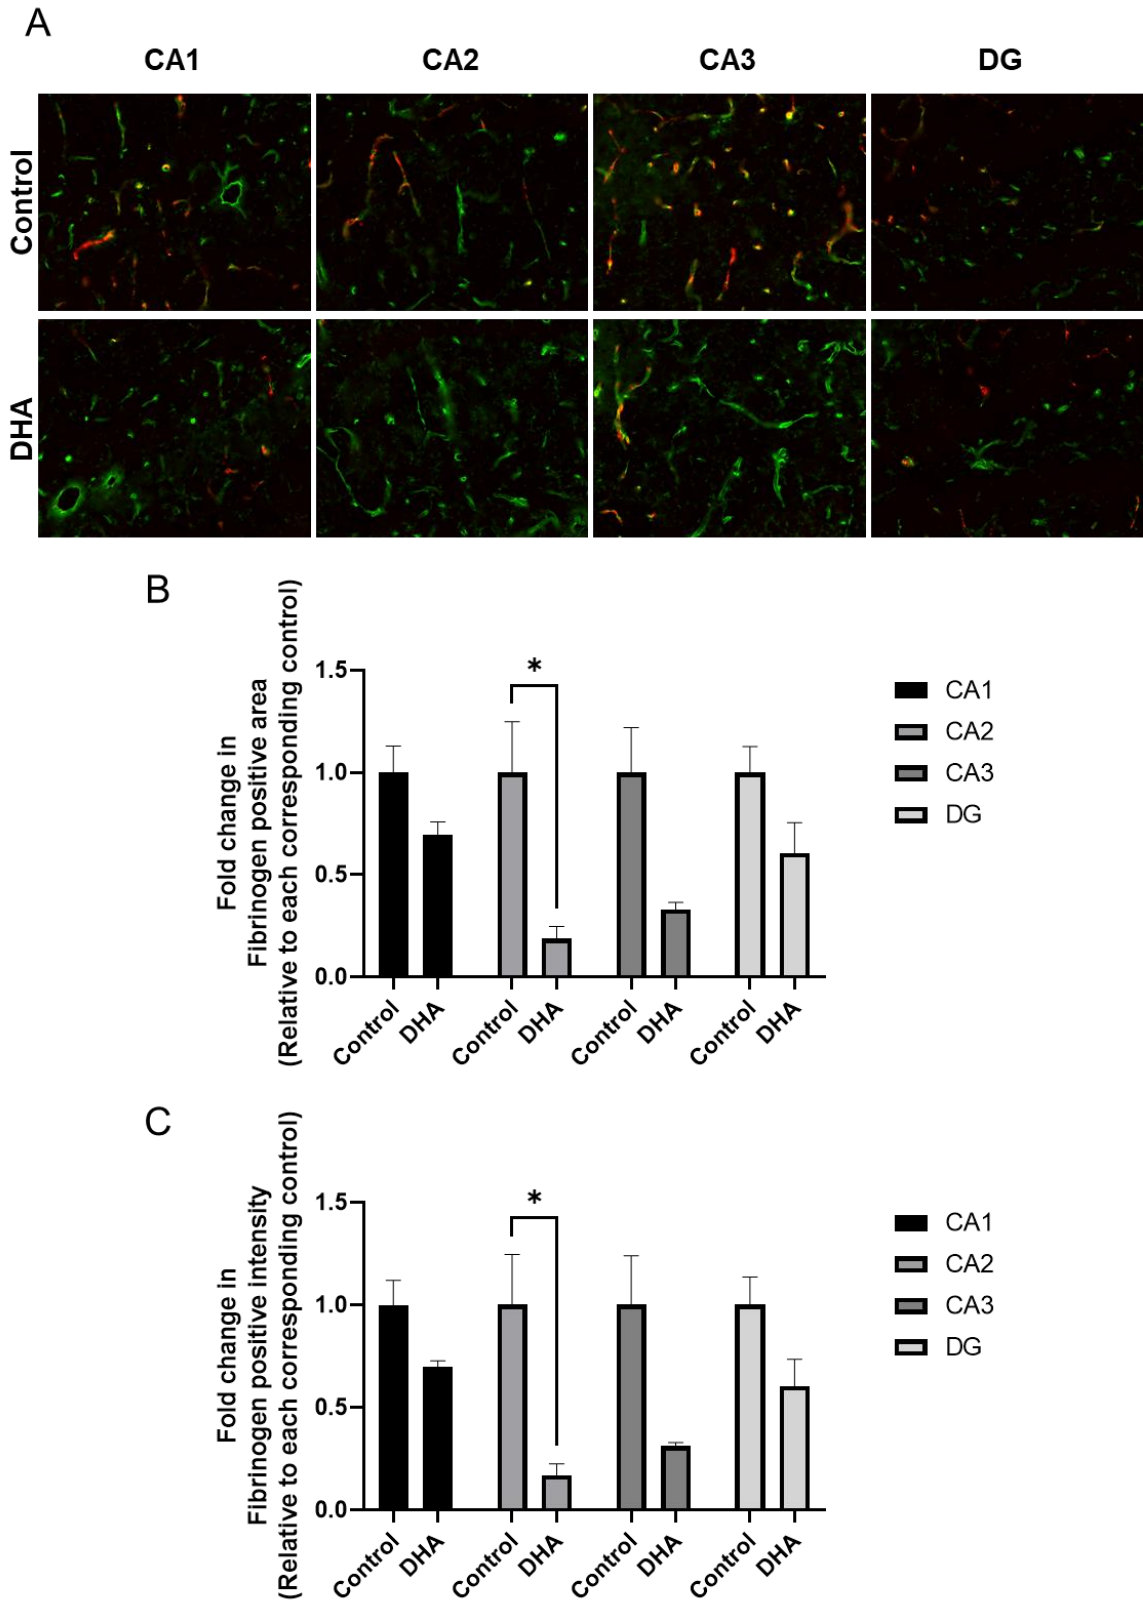 A
CA1 CA2 CA3 DG
Control
DHA
B
Fold change in
Fibrinogen positive area
(Relative to each corresponding control)
1.5
1.0
0.5
0.0
*
Control DHA Control DHA Control DHA Control DHA
CA1
CA2
CA3
DG
C
Fold change in
Fibrinogen positive intensity
(Relative to each corresponding control)
1.5
1.0
0.5
0.0
*
Control DHA Control DHA Control DHA Control DHA
CA1
CA2
CA3
DG